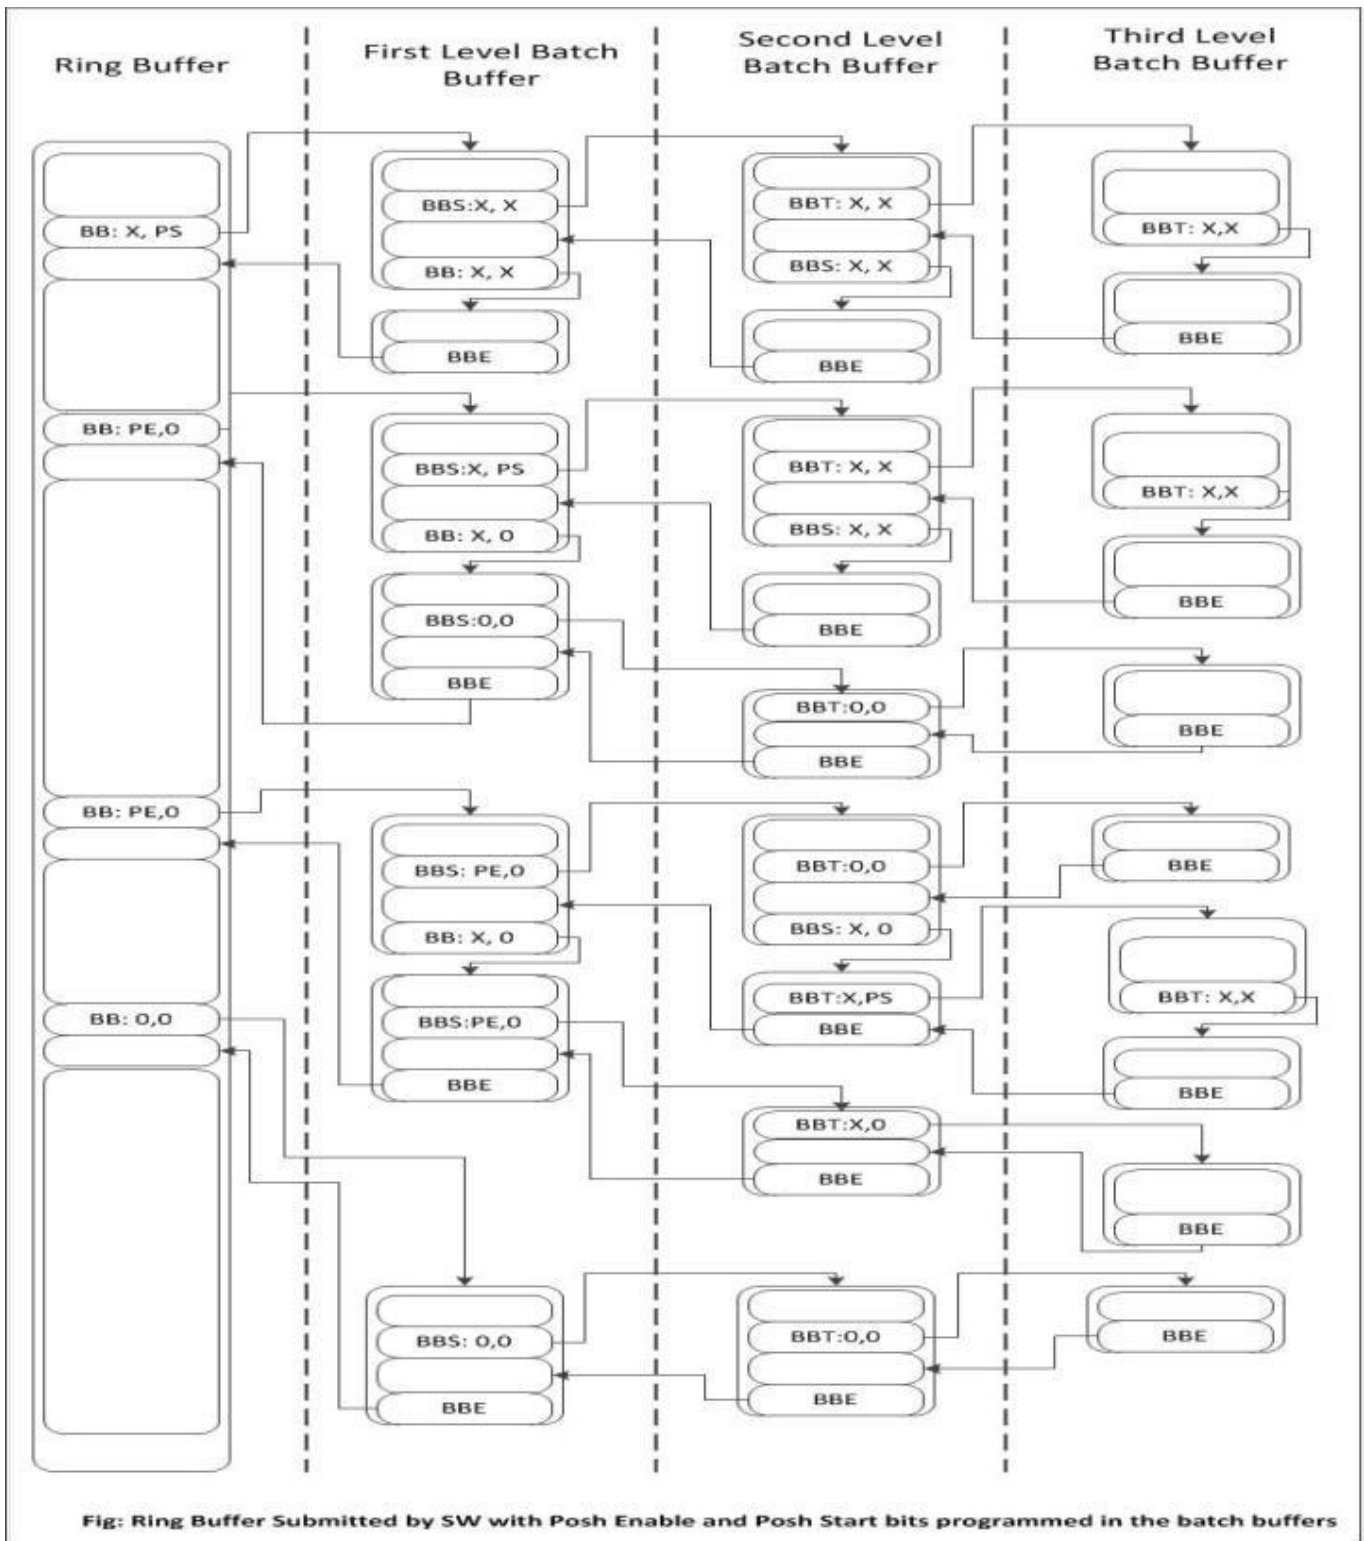 Ring Buffer
First Level Batch
Buffer
Second Level
Batch Buffer
Third Level
Batch Buffer
BB: X, PS
BBS:X, X
BB: X, X
BBE
BBT: X, X
BBS: X, X
BBE
BBT: X,X
BBE
BB: PE,0
BBS:X, PS
BB: X, 0
BBS:0,0
BBE
BBT: X, X
BBS: X, X
BBE
BBT:0,0
BBE
BBT: X,X
BBE
BBE
BB: PE,0
BBS: PE,0
BB: X, 0
BBS:PE,0
BBE
BBT:0,0
BBS: X, 0
BBT:X,PS
BBE
BBT:X,0
BBE
BBE
BBT: X,X
BBE
BBE
BB: 0,0
BBS: 0,0
BBE
BBT:0,0
BBE
BBE
Fig: Ring Buffer Submitted by SW with Posh Enable and Posh Start bits programmed in the batch buffers